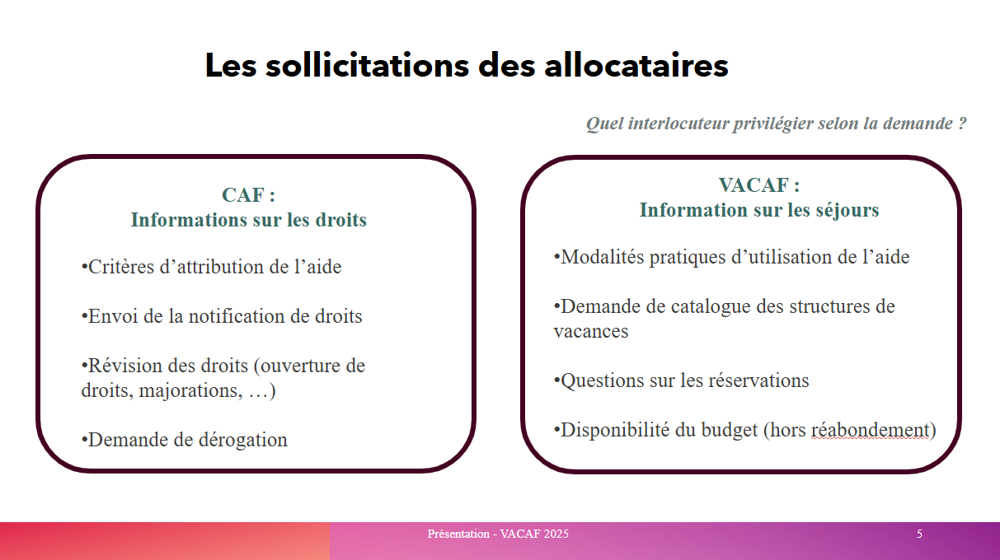 Les sollicitations des allocataires
Quel interlocuteur privilégier selon la demande ?
CAF :
Informations sur les droits
•Critères d’attribution de l’aide
•Envoi de la notification de droits
•Révision des droits (ouverture de
droits, majorations, …)
•Demande de dérogation
VACAF :
Information sur les séjours
•Modalités pratiques d’utilisation de l’aide
•Demande de catalogue des structures de
vacances
•Questions sur les réservations
•Disponibilité du budget (hors réabondement)
Présentation - VACAF 2025
5